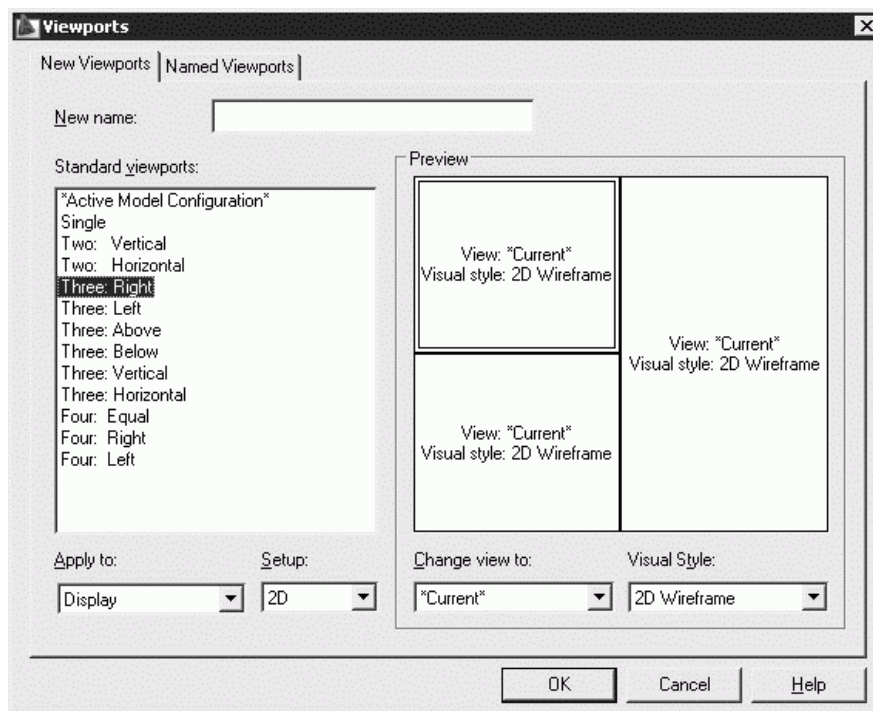 Viewports
New Viewports
Named Viewports
New name:
Standard viewports:
*Active Model Configuration*
Single
Two: Vertical
Two: Horizontal
Three: Right
Three: Left
Three: Above
Three: Below
Three: Vertical
Three: Horizontal
Four: Equal
Four: Right
Four: Left
Apply to:
Display
Setup:
2D
Preview
View: *Current*
Visual style: 2D Wireframe
View: *Current*
Visual style: 2D Wireframe
View: *Current*
Visual style: 2D Wireframe
Change view to:
*Current*
Visual Style:
2D Wireframe
OK
Cancel
Help